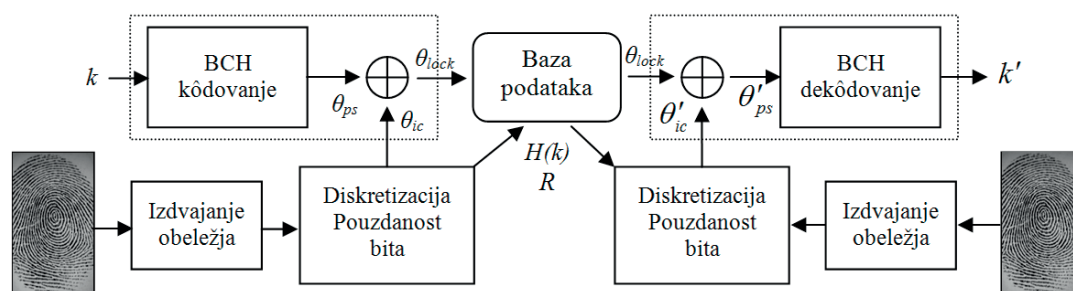 k
BCH
kôdovanje
θps
θic
θlock
Baza
podataka
θlock
θ′ic
θ′ps
BCH
dekôdovanje
k′
H(k)
R
Izdvajanje
obeležja
Diskretizacija
Pouzdanost
bita
Diskretizacija
Pouzdanost
bita
Izdvajanje
obeležja